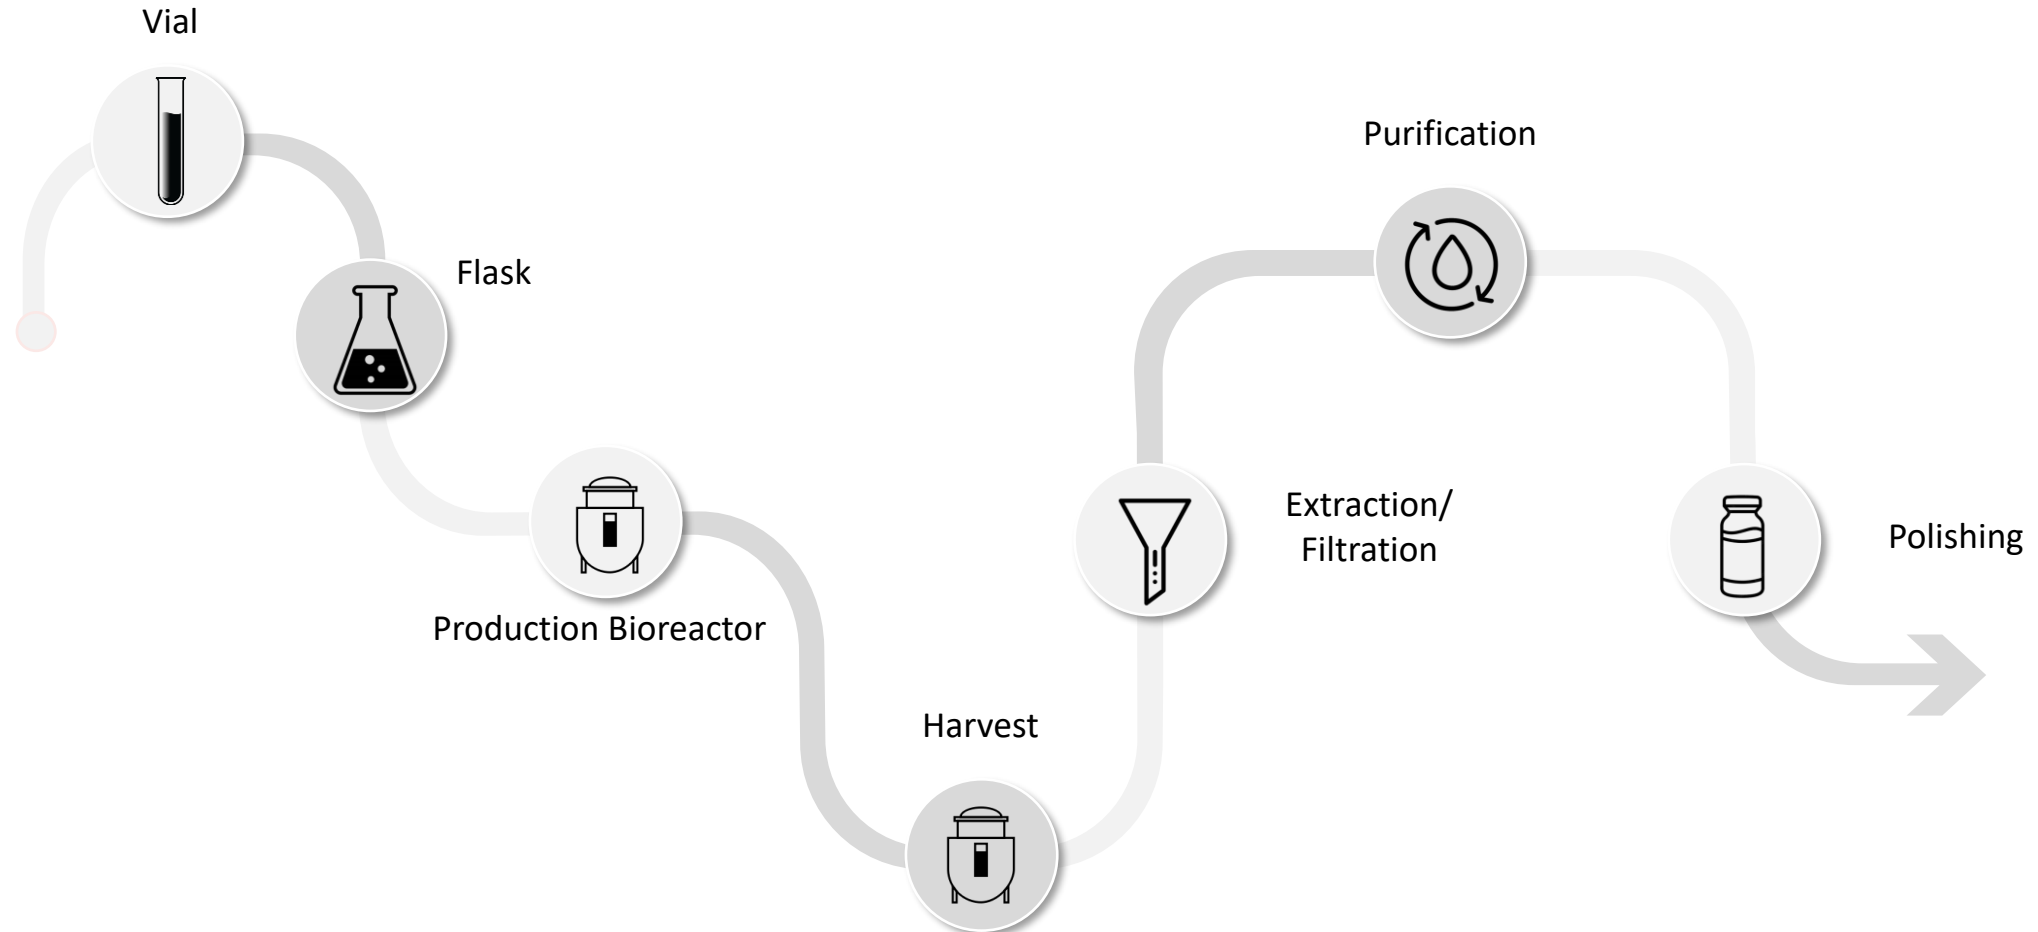 Vial
Flask
Production Bioreactor
Harvest
Extraction/
Filtration
Purification
Polishing